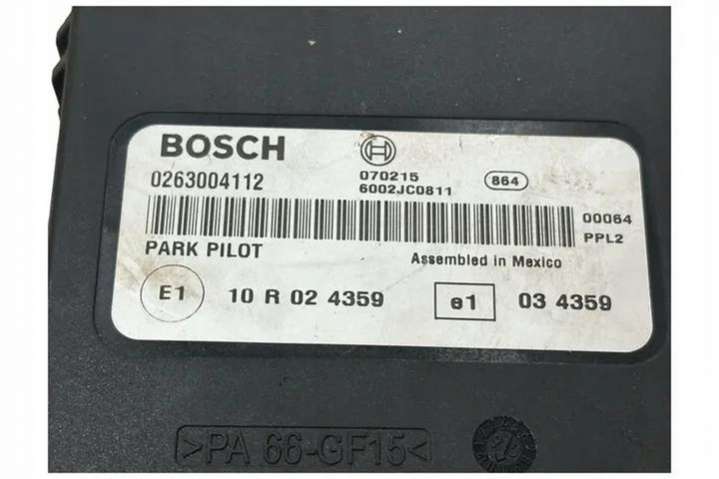 BOSCH
0263004112
070215
6002JC0811
864
00064
PPL2
PARK PILOT
Assembled in Mexico
E1
10 R 02 4359
e1
03 4359
>PA 66-GF15<